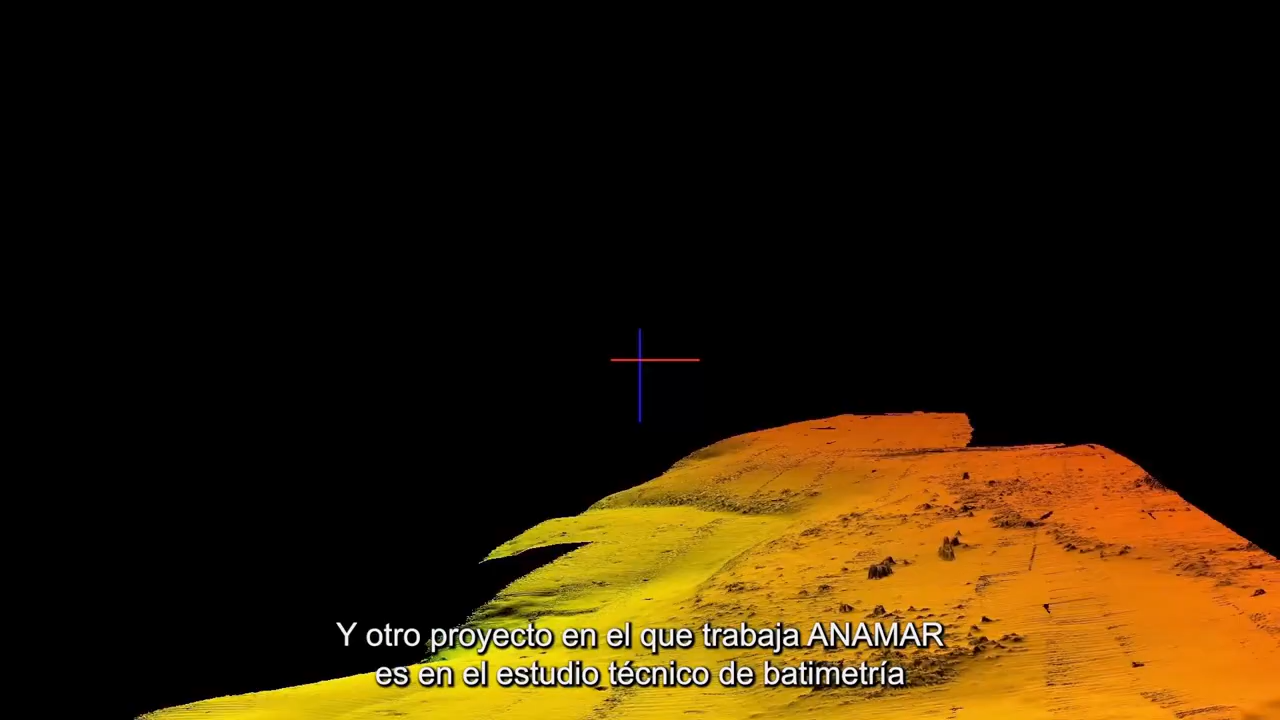 Y otro proyecto en el que trabaja ANAMAR
es en el estudio técnico de batimetría